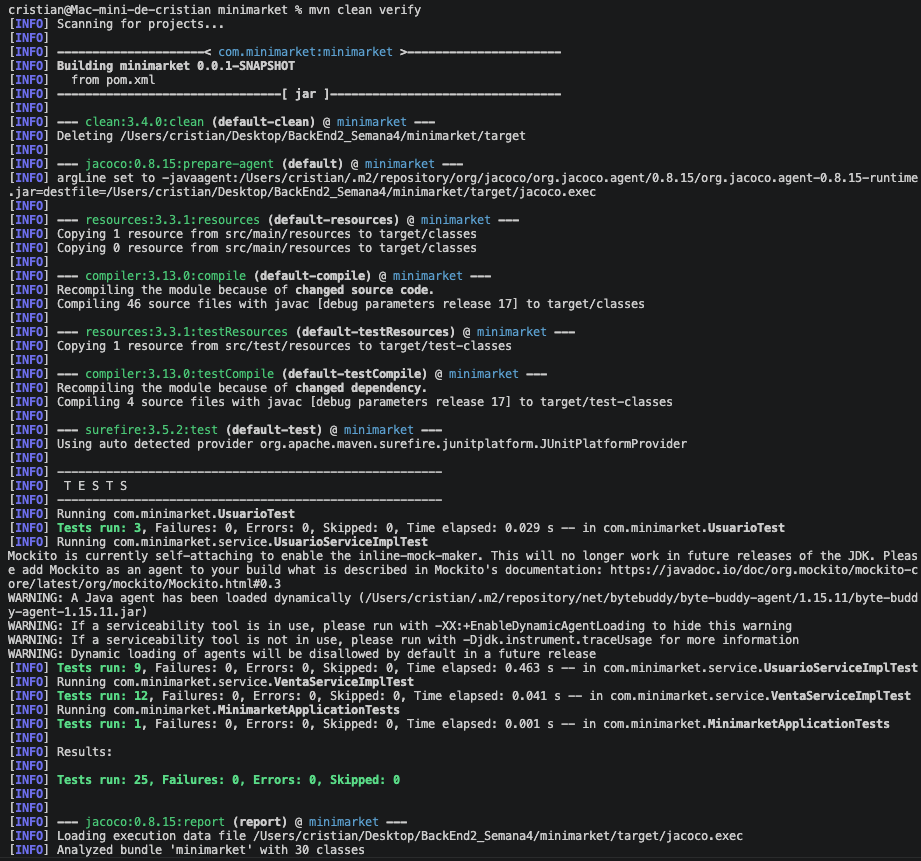 cristian@Mac-mini-de-cristian minimarket % mvn clean verify
[INFO] Scanning for projects...
[INFO]
[INFO] ---------------------< com.minimarket:minimarket >----------------------
[INFO] Building minimarket 0.0.1-SNAPSHOT
[INFO]   from pom.xml
[INFO] --------------------------------[ jar ]---------------------------------
[INFO]
[INFO] --- clean:3.4.0:clean (default-clean) @ minimarket ---
[INFO] Deleting /Users/cristian/Desktop/BackEnd2_Semana4/minimarket/target
[INFO]
[INFO] --- jacoco:0.8.15:prepare-agent (default) @ minimarket ---
[INFO] argLine set to -javaagent:/Users/cristian/.m2/repository/org/jacoco/org.jacoco.agent/0.8.15/org.jacoco.agent-0.8.15-runtime
.jar=destfile=/Users/cristian/Desktop/BackEnd2_Semana4/minimarket/target/jacoco.exec
[INFO]
[INFO] --- resources:3.3.1:resources (default-resources) @ minimarket ---
[INFO] Copying 1 resource from src/main/resources to target/classes
[INFO] Copying 0 resource from src/main/resources to target/classes
[INFO]
[INFO] --- compiler:3.13.0:compile (default-compile) @ minimarket ---
[INFO] Recompiling the module because of changed source code.
[INFO] Compiling 46 source files with javac [debug parameters release 17] to target/classes
[INFO]
[INFO] --- resources:3.3.1:testResources (default-testResources) @ minimarket ---
[INFO] Copying 1 resource from src/test/resources to target/test-classes
[INFO]
[INFO] --- compiler:3.13.0:testCompile (default-testCompile) @ minimarket ---
[INFO] Recompiling the module because of changed dependency.
[INFO] Compiling 4 source files with javac [debug parameters release 17] to target/test-classes
[INFO]
[INFO] --- surefire:3.5.2:test (default-test) @ minimarket ---
[INFO] Using auto detected provider org.apache.maven.surefire.junitplatform.JUnitPlatformProvider
[INFO]
[INFO] -------------------------------------------------------
[INFO]  T E S T S
[INFO] -------------------------------------------------------
[INFO] Running com.minimarket.UsuarioTest
[INFO] Tests run: 3, Failures: 0, Errors: 0, Skipped: 0, Time elapsed: 0.029 s -- in com.minimarket.UsuarioTest
[INFO] Running com.minimarket.service.UsuarioServiceImplTest
Mockito is currently self-attaching to enable the inline-mock-maker. This will no longer work in future releases of the JDK. Pleas
e add Mockito as an agent to your build what is described in Mockito's documentation: https://javadoc.io/doc/org.mockito/mockito-c
ore/latest/org/mockito/Mockito.html#0.3
WARNING: A Java agent has been loaded dynamically (/Users/cristian/.m2/repository/net/bytebuddy/byte-buddy-agent/1.15.11/byte-budd
y-agent-1.15.11.jar)
WARNING: If a serviceability tool is in use, please run with -XX:+EnableDynamicAgentLoading to hide this warning
WARNING: If a serviceability tool is not in use, please run with -Djdk.instrument.traceUsage for more information
WARNING: Dynamic loading of agents will be disallowed by default in a future release
[INFO] Tests run: 9, Failures: 0, Errors: 0, Skipped: 0, Time elapsed: 0.463 s -- in com.minimarket.service.UsuarioServiceImplTest
[INFO] Running com.minimarket.service.VentaServiceImplTest
[INFO] Tests run: 12, Failures: 0, Errors: 0, Skipped: 0, Time elapsed: 0.041 s -- in com.minimarket.service.VentaServiceImplTest
[INFO] Running com.minimarket.MinimarketApplicationTests
[INFO] Tests run: 1, Failures: 0, Errors: 0, Skipped: 0, Time elapsed: 0.001 s -- in com.minimarket.MinimarketApplicationTests
[INFO]
[INFO] Results:
[INFO]
[INFO] Tests run: 25, Failures: 0, Errors: 0, Skipped: 0
[INFO]
[INFO]
[INFO] --- jacoco:0.8.15:report (report) @ minimarket ---
[INFO] Loading execution data file /Users/cristian/Desktop/BackEnd2_Semana4/minimarket/target/jacoco.exec
[INFO] Analyzed bundle 'minimarket' with 30 classes